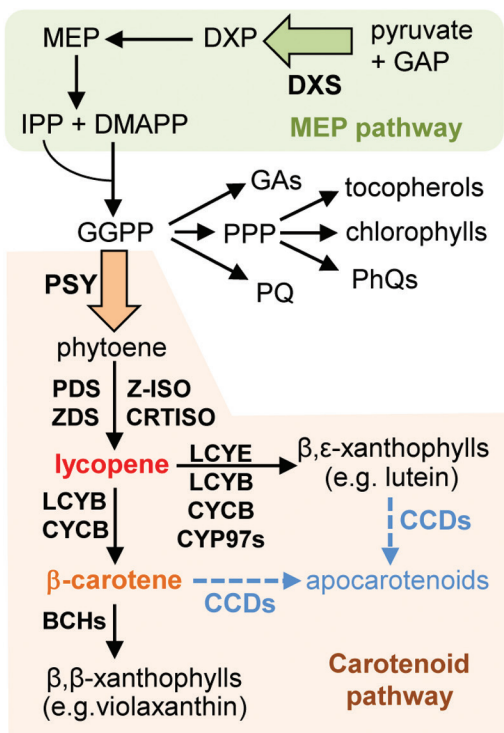 MEP
DXP
pyruvate
+ GAP
DXS
IPP + DMAPP
MEP pathway
GAs
tocopherols
GGPP
PPP
chlorophylls
PSY
PQ
PhQs
phytoene
PDS
Z-ISO
ZDS
CRTISO
lycopene
LCYE
LCYB
CYCB
CYP97s
β,ε-xanthophylls
(e.g. lutein)
LCYB
CYCB
CCDs
β-carotene
CCDs
apocarotenoids
BCHs
β,β-xanthophylls
(e.g.violaxanthin)
Carotenoid
pathway